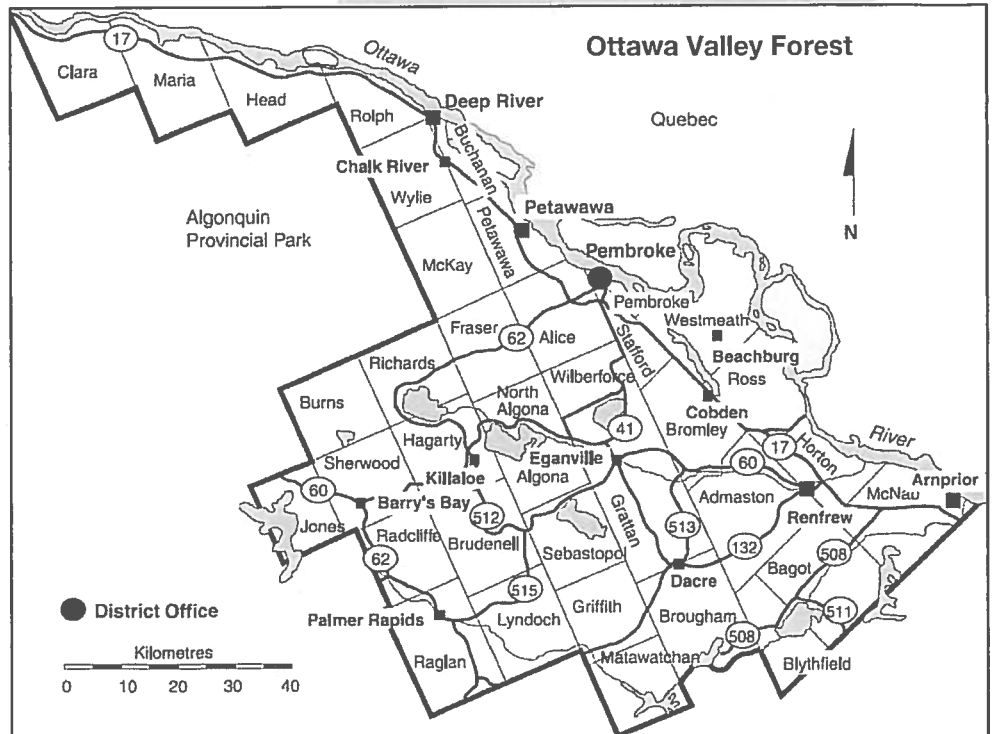 Ottawa Valley Forest
17
Clara
Maria
Head
Ottawa
Rolph
Deep River
Quebec
Buchanan
Chalk River
Wylie
Algonquin
Provincial Park
Petawawa
Petawawa
N
McKay
Pembroke
Pembroke
Fraser
62
Alice
Stafford
Westmeath
Beachburg
Richards
Wilberforce
Ross
Burns
North
Algona
Cobden
41
Bromley
Hagarty
17
Horton
River
Sherwood
Killaloe
Eganville
Algona
60
Arnprior
60
Barry's Bay
Admaston
McNau
Jones
512
Grattan
513
Renfrew
Radcliffe
Brudenell
Sebastopol
132
508
62
Dacre
Bagot
District Office
515
Palmer Rapids
Lyndoch
Griffith
Brougham
511
508
Kilometres
Raglan
Matawatchan
Blythfield
0 10 20 30 40